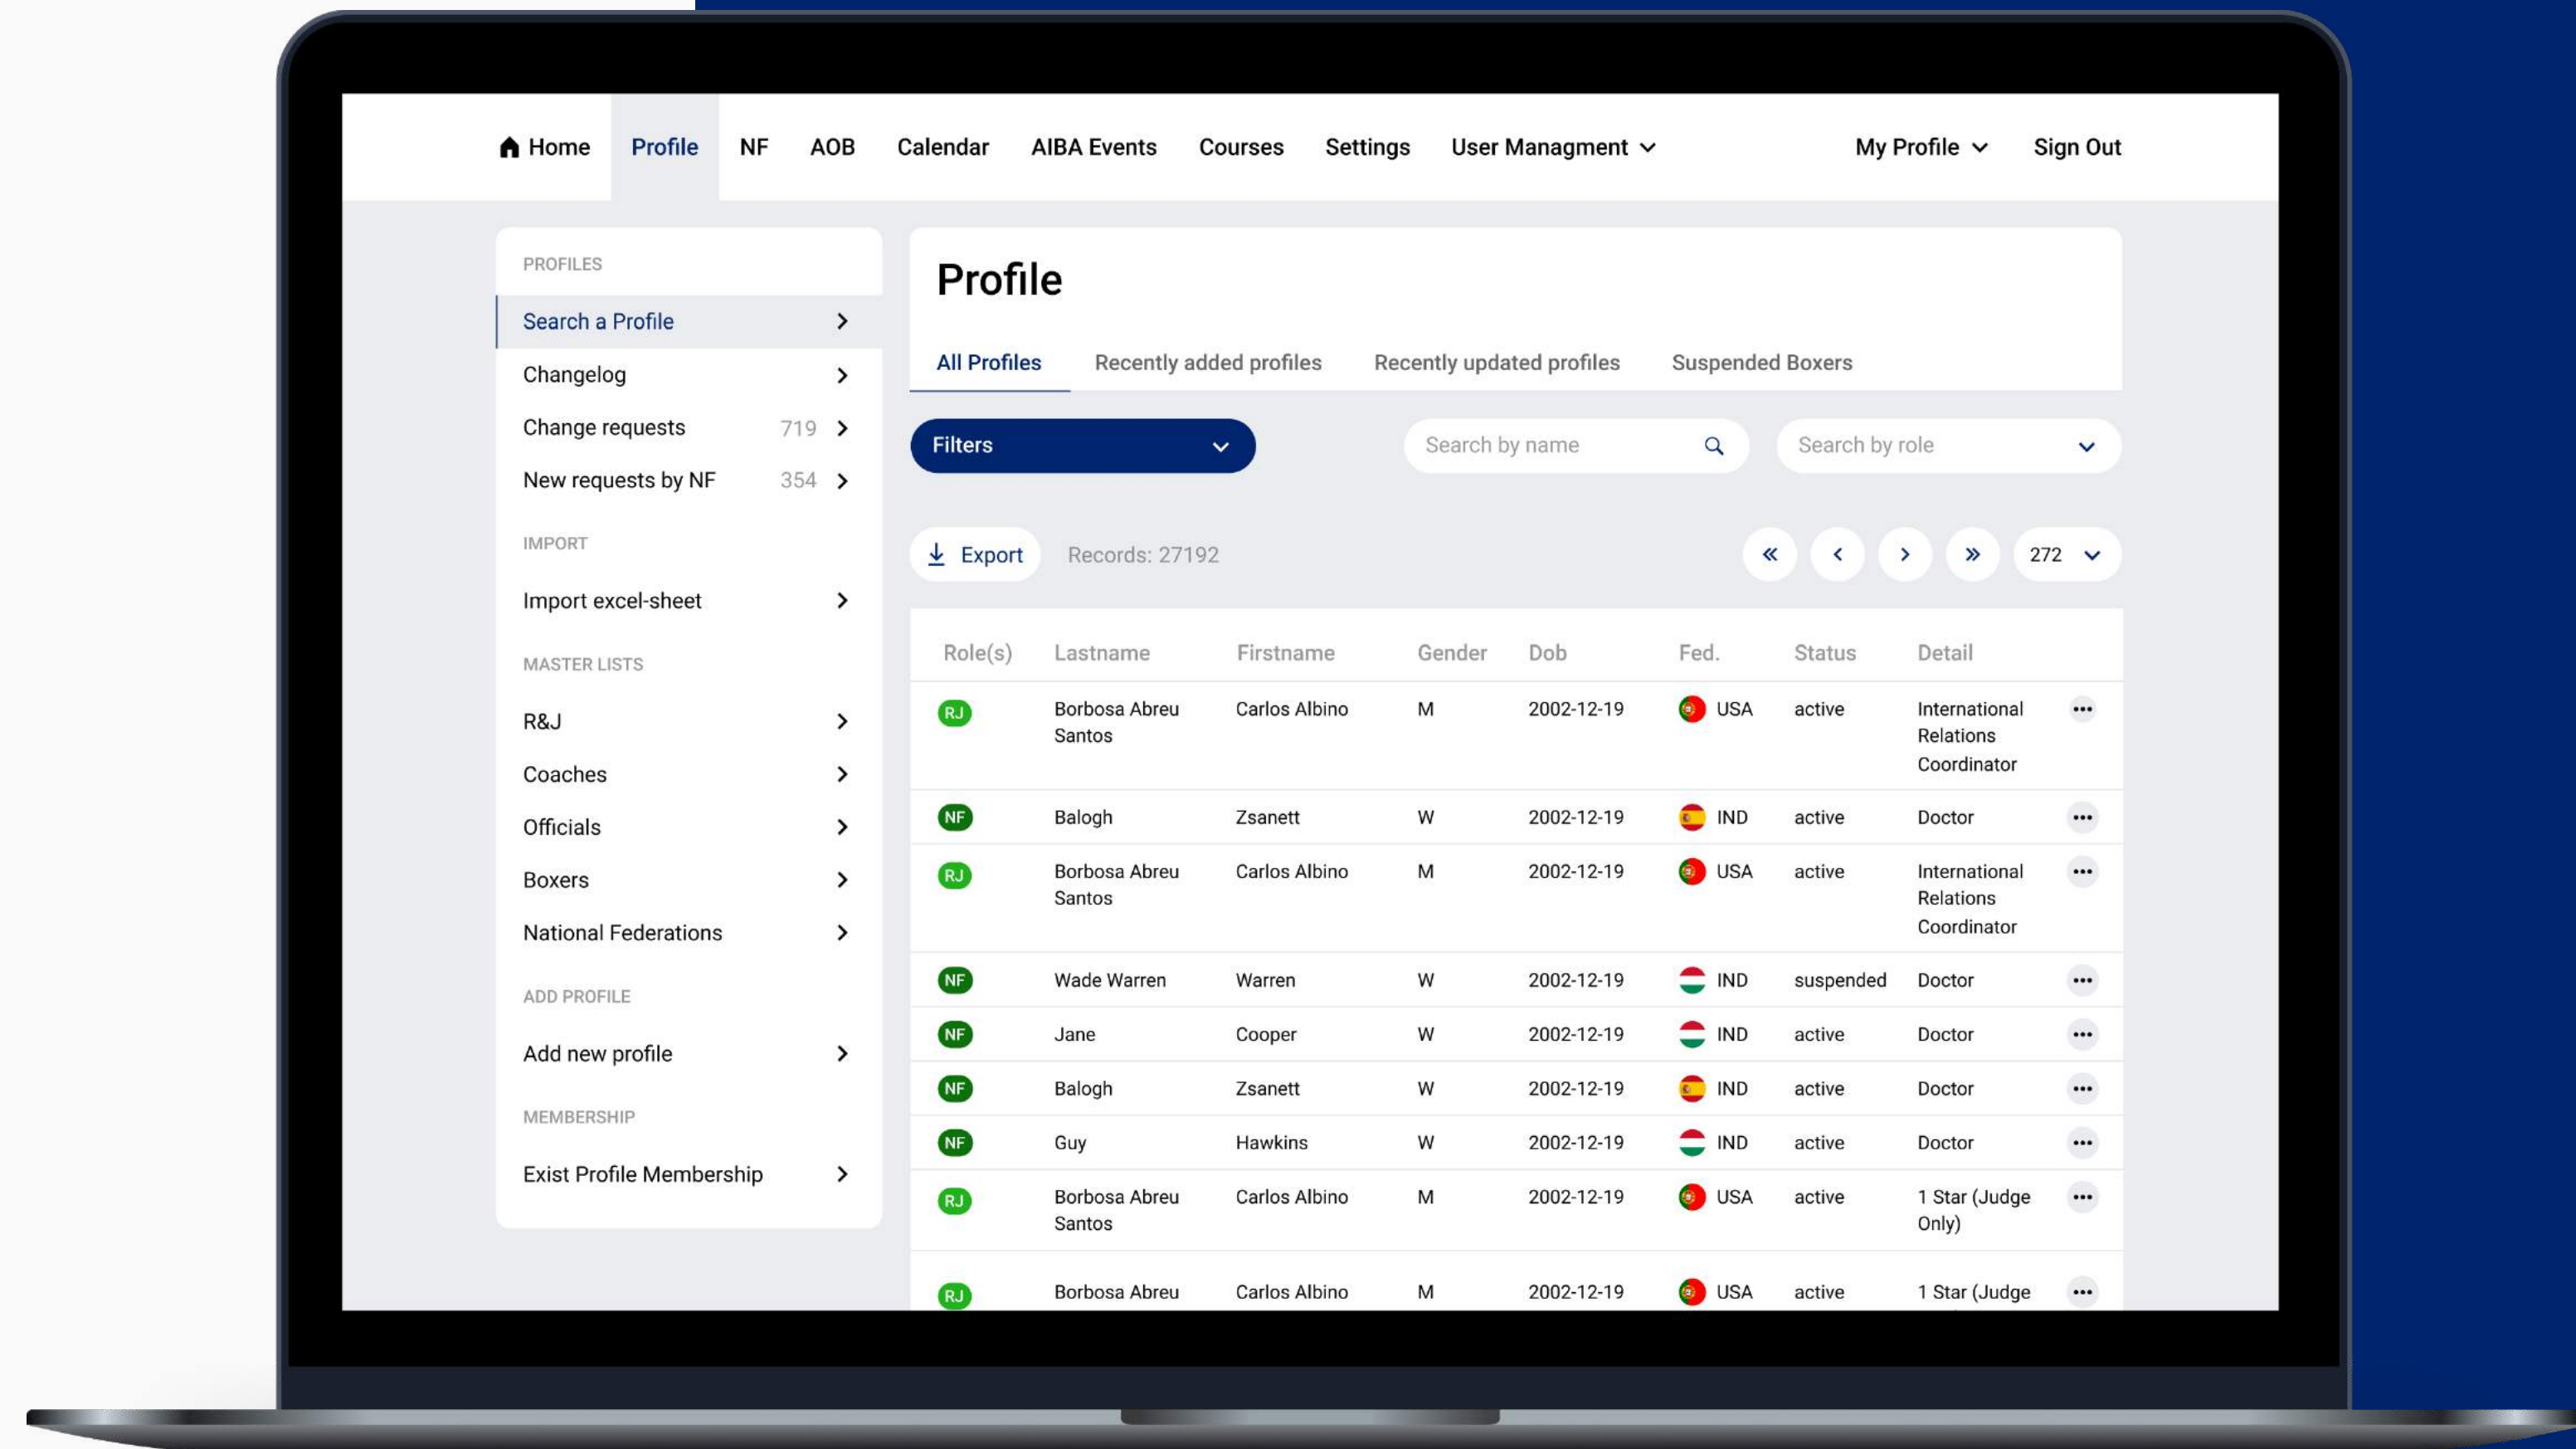 Home Profile NF AOB Calendar AIBA Events Courses Settings User Managment My Profile Sign Out
PROFILES
Search a Profile
Changelog
Change requests 719
New requests by NF 354
IMPORT
Import excel-sheet
MASTER LISTS
R&J
Coaches
Officials
Boxers
National Federations
ADD PROFILE
Add new profile
MEMBERSHIP
Exist Profile Membership
Profile
All Profiles Recently added profiles Recently updated profiles Suspended Boxers
Filters Search by name Search by role
Export Records: 27192 272
Role(s) Lastname Firstname Gender Dob Fed. Status Detail
RJ Borbosa Abreu Carlos Albino M 2002-12-19 USA active International
Santos Relations
Coordinator
NF Balogh Zsanett W 2002-12-19 IND active Doctor
RJ Borbosa Abreu Carlos Albino M 2002-12-19 USA active International
Santos Relations
Coordinator
NF Wade Warren Warren W 2002-12-19 IND suspended Doctor
NF Jane Cooper W 2002-12-19 IND active Doctor
NF Balogh Zsanett W 2002-12-19 IND active Doctor
NF Guy Hawkins W 2002-12-19 IND active Doctor
RJ Borbosa Abreu Carlos Albino M 2002-12-19 USA active 1 Star (Judge
Santos Only)
RJ Borbosa Abreu Carlos Albino M 2002-12-19 USA active 1 Star (Judge